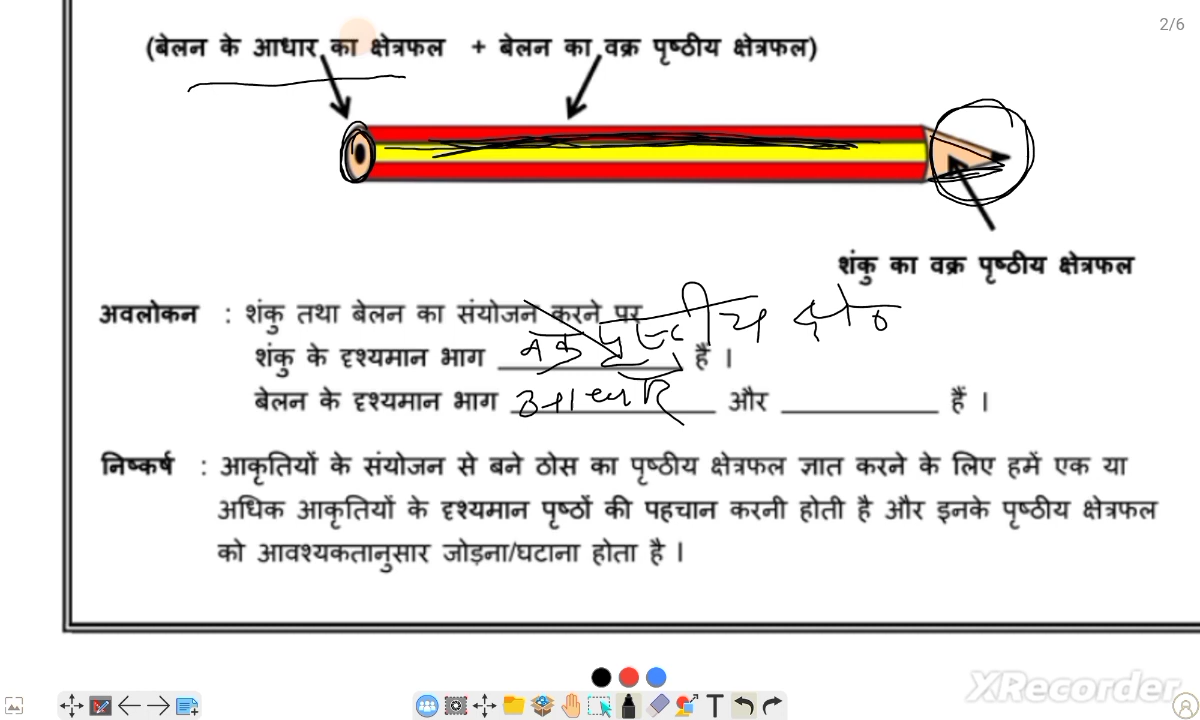 2/6
(बेलन के आधार का क्षेत्रफल + बेलन का वक्र पृष्ठीय क्षेत्रफल)
शंकु का वक्र पृष्ठीय क्षेत्रफल
अवलोकन : शंकु तथा बेलन का संयोजन करने पर
शंकु के दृश्यमान भाग वक्र पृष्ठीय क्षे० हैं ।
बेलन के दृश्यमान भाग आधार और ____________ हैं ।
निष्कर्ष : आकृतियों के संयोजन से बने ठोस का पृष्ठीय क्षेत्रफल ज्ञात करने के लिए हमें एक या
अधिक आकृतियों के दृश्यमान पृष्ठों की पहचान करनी होती है और इनके पृष्ठीय क्षेत्रफल
को आवश्यकतानुसार जोड़ना/घटाना होता है ।
XRecorder